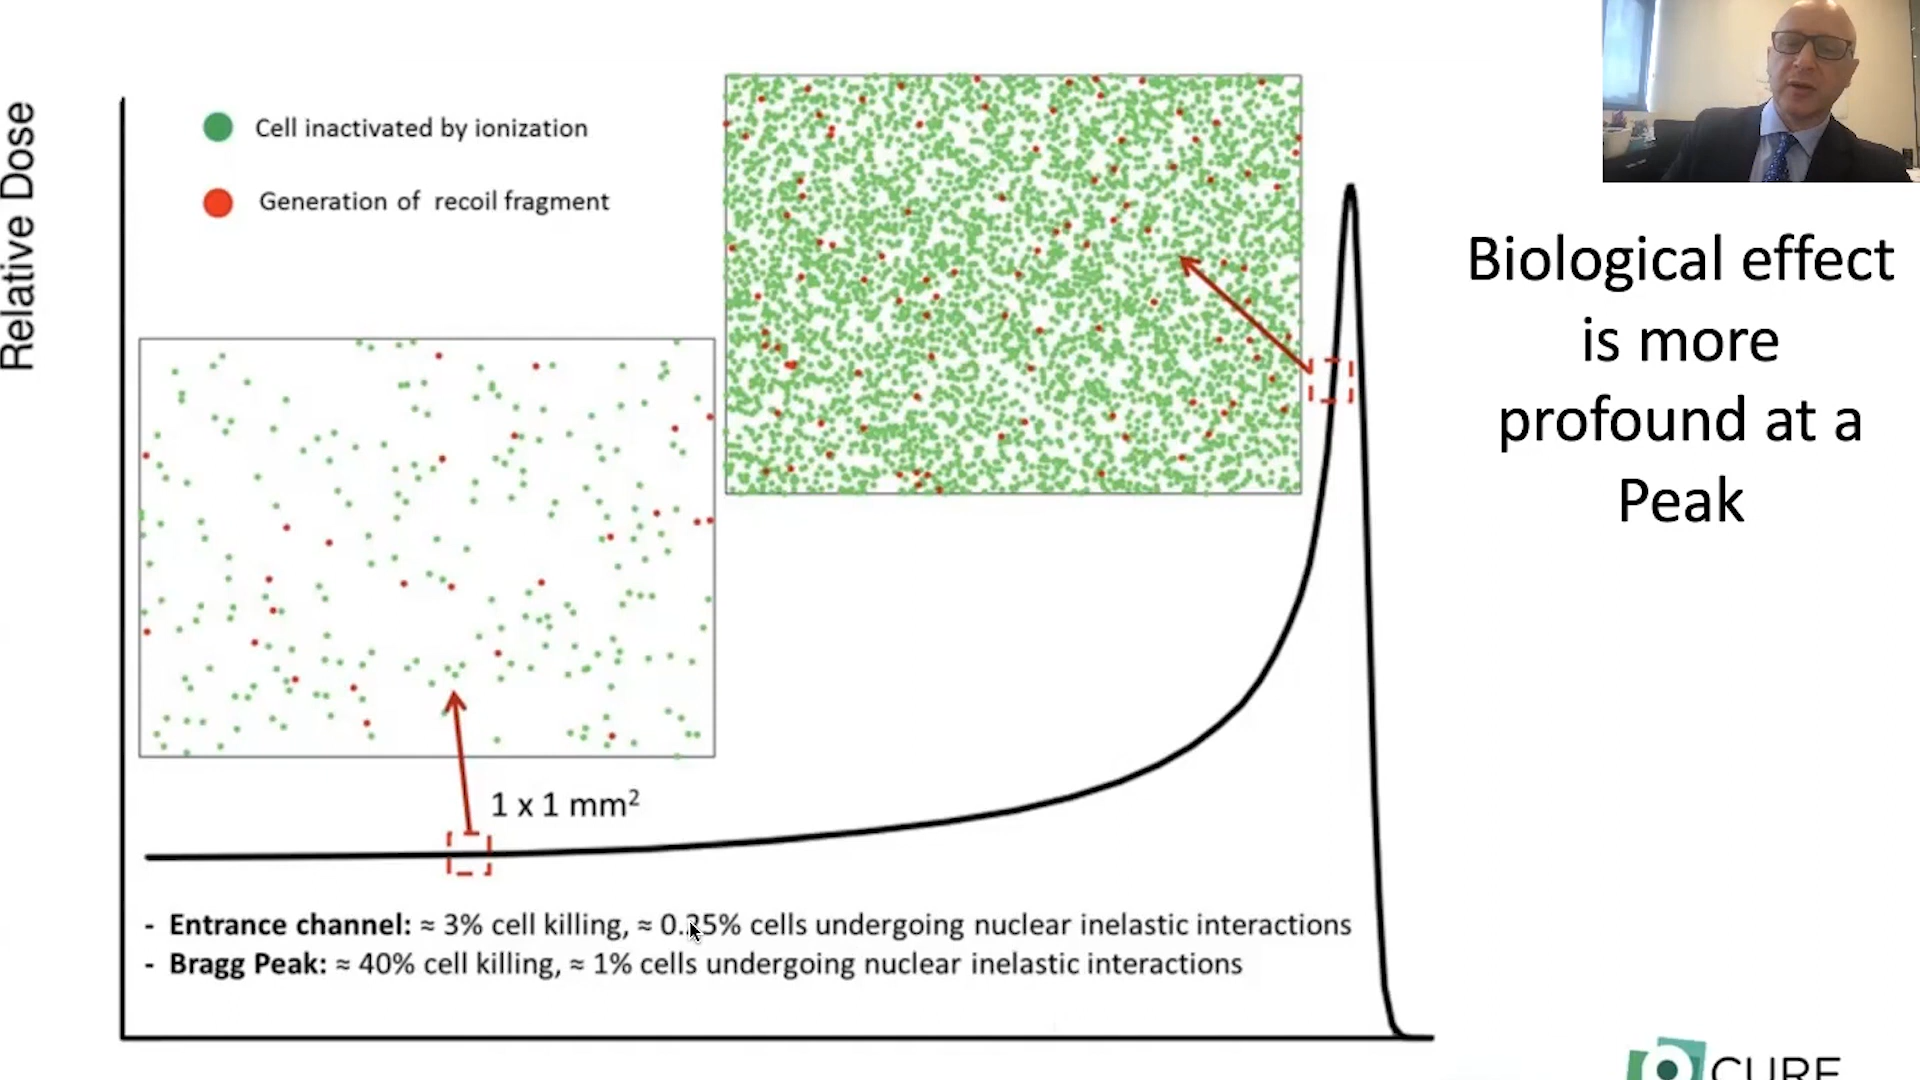 Relative Dose
Cell inactivated by ionization
Generation of recoil fragment
Biological effect
is more
profound at a
Peak
1 x 1 mm²
- Entrance channel: ≈ 3% cell killing, ≈ 0.25% cells undergoing nuclear inelastic interactions
- Bragg Peak: ≈ 40% cell killing, ≈ 1% cells undergoing nuclear inelastic interactions
CURE